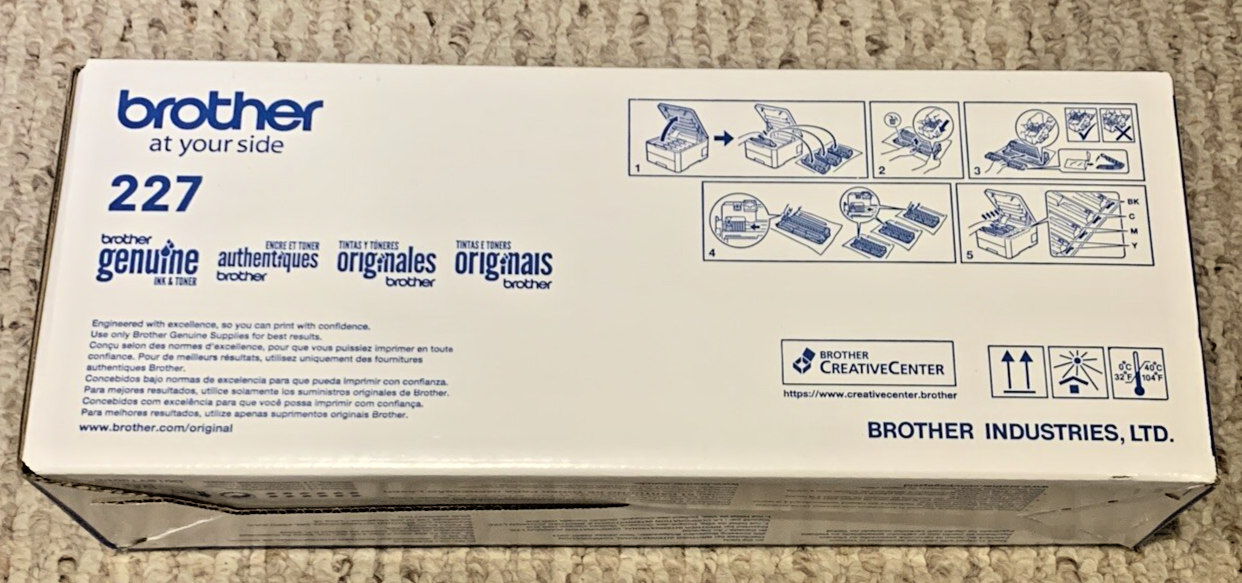 brother
at your side
227
brother
genuine
INK & TONER
ENCRE ET TONER
authentiques
brother
TINTAS Y TÓNERES
originales
brother
TINTAS E TONERS
originais
brother
Engineered with excellence, so you can print with confidence.
Use only Brother Genuine Supplies for best results.
Conçu selon des normes d'excellence, pour que vous puissiez imprimer en toute
confiance. Pour de meilleurs résultats, utilisez uniquement des fournitures
authentiques Brother.
Concebidos bajo normas de excelencia para que pueda imprimir con confianza.
Para mejores resultados, utilice solamente los suministros originales de Brother.
Concebidos com excelência para que você possa imprimir com confiança.
Para melhores resultados, utilize apenas suprimentos originais Brother.
www.brother.com/original
1
2
3
4
5
BK
C
M
Y
BROTHER
CREATIVECENTER
https://www.creativecenter.brother
0°C
32°F
40°C
104°F
BROTHER INDUSTRIES, LTD.